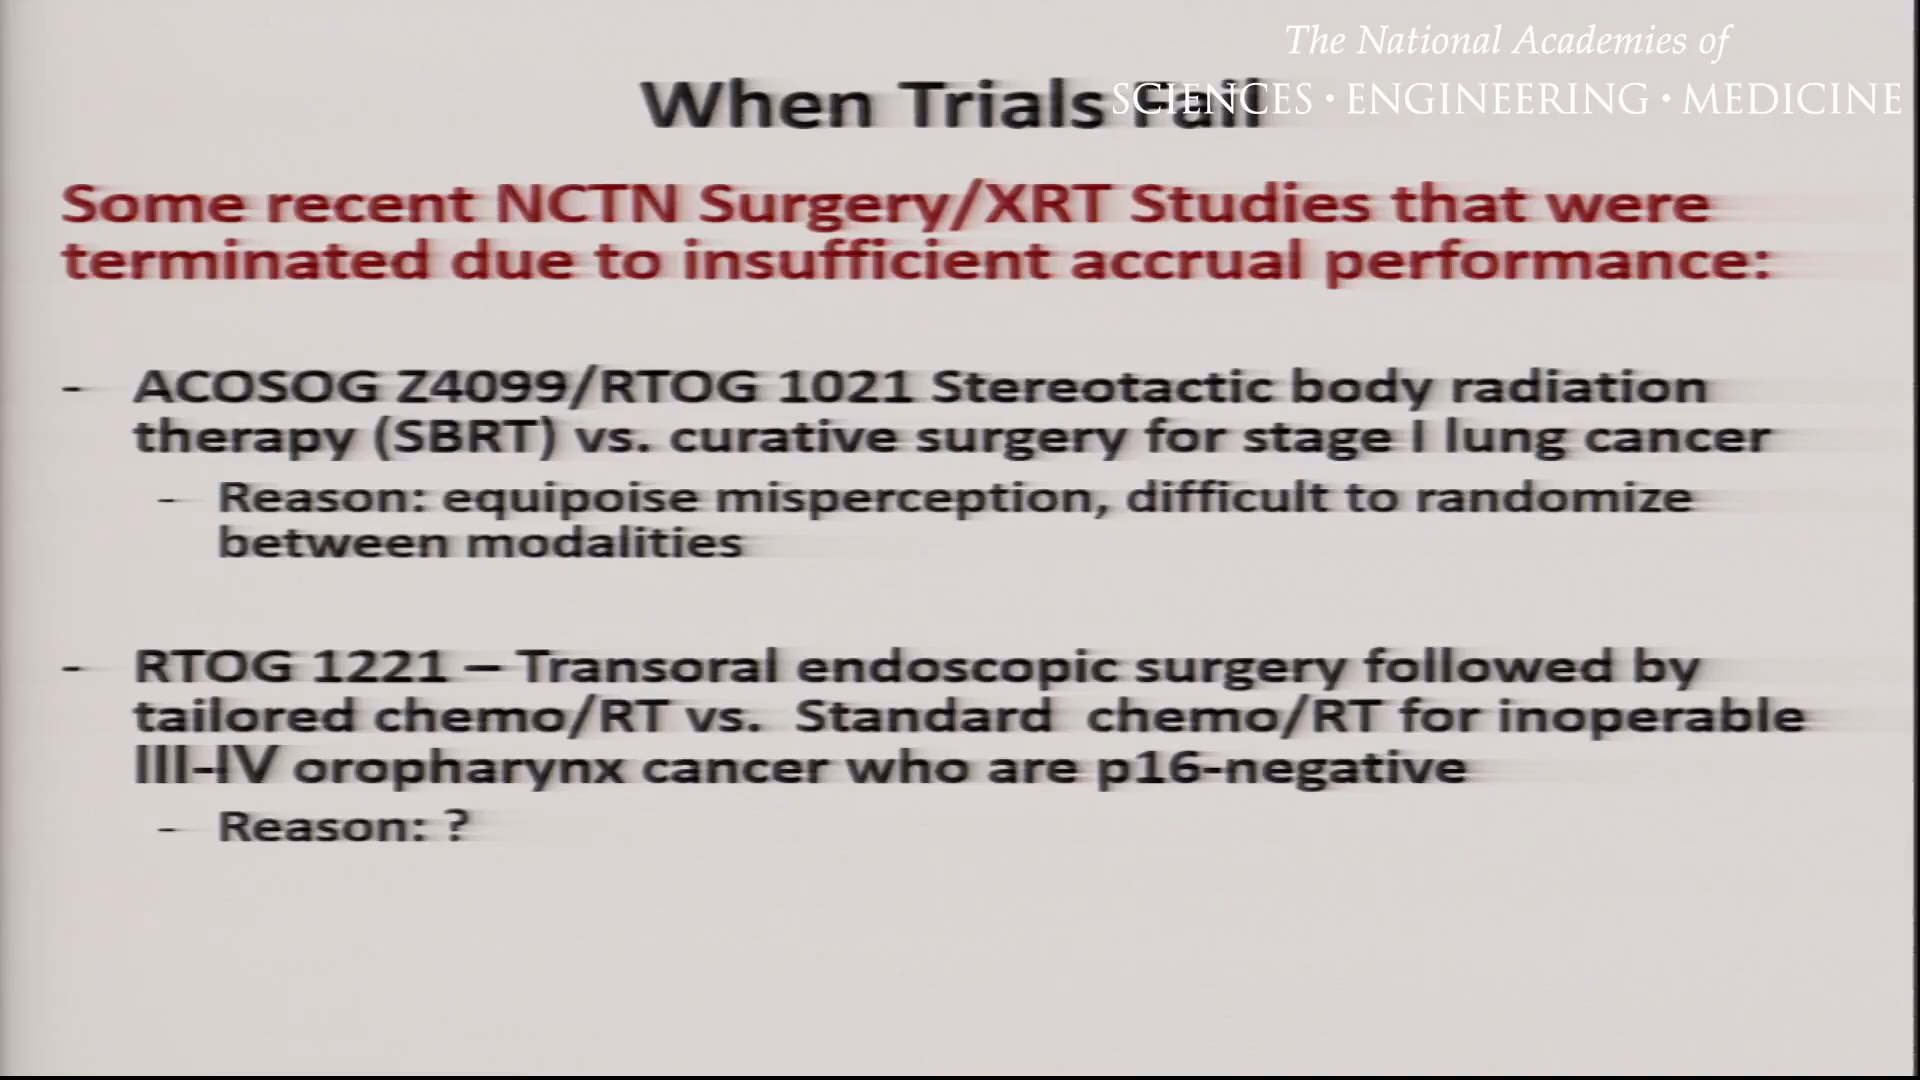 The National Academies of
SCIENCES • ENGINEERING • MEDICINE
When Trials Fail
Some recent NCTN Surgery/XRT Studies that were
terminated due to insufficient accrual performance:
- ACOSOG Z4099/RTOG 1021 Stereotactic body radiation
therapy (SBRT) vs. curative surgery for stage I lung cancer
- Reason: equipoise misperception, difficult to randomize
between modalities
- RTOG 1221 – Transoral endoscopic surgery followed by
tailored chemo/RT vs. Standard chemo/RT for inoperable
III-IV oropharynx cancer who are p16-negative
- Reason: ?